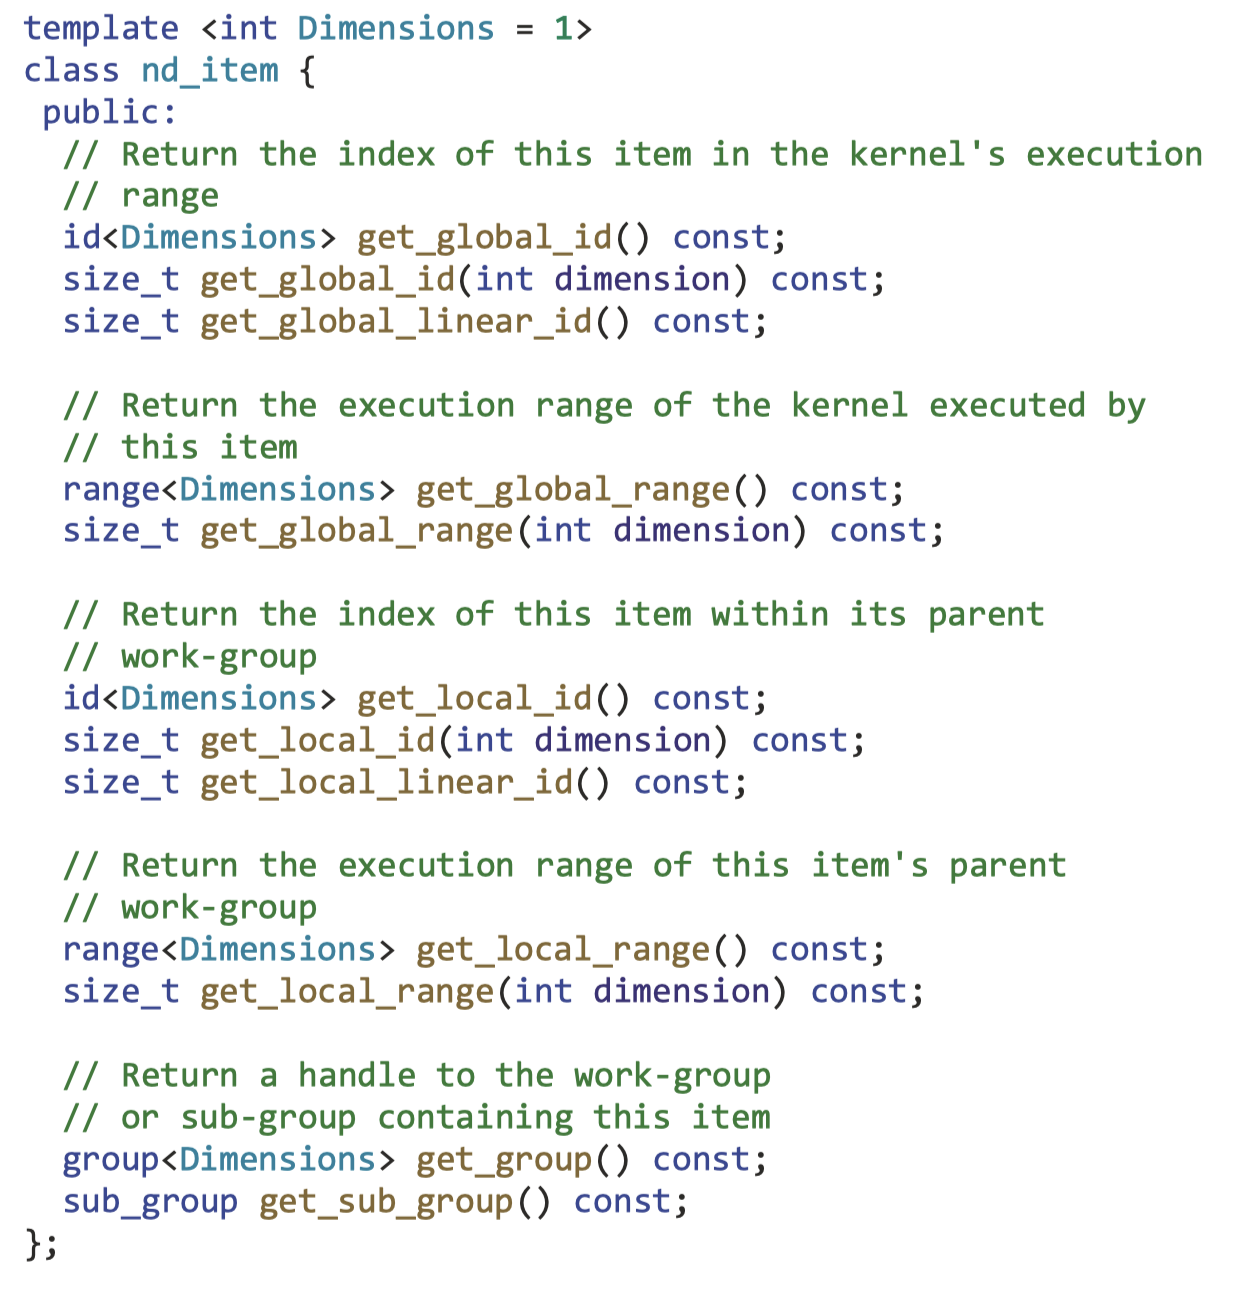 template <int Dimensions = 1>
class nd_item {
 public:
  // Return the index of this item in the kernel's execution
  // range
  id<Dimensions> get_global_id() const;
  size_t get_global_id(int dimension) const;
  size_t get_global_linear_id() const;

  // Return the execution range of the kernel executed by
  // this item
  range<Dimensions> get_global_range() const;
  size_t get_global_range(int dimension) const;

  // Return the index of this item within its parent
  // work-group
  id<Dimensions> get_local_id() const;
  size_t get_local_id(int dimension) const;
  size_t get_local_linear_id() const;

  // Return the execution range of this item's parent
  // work-group
  range<Dimensions> get_local_range() const;
  size_t get_local_range(int dimension) const;

  // Return a handle to the work-group
  // or sub-group containing this item
  group<Dimensions> get_group() const;
  sub_group get_sub_group() const;
};